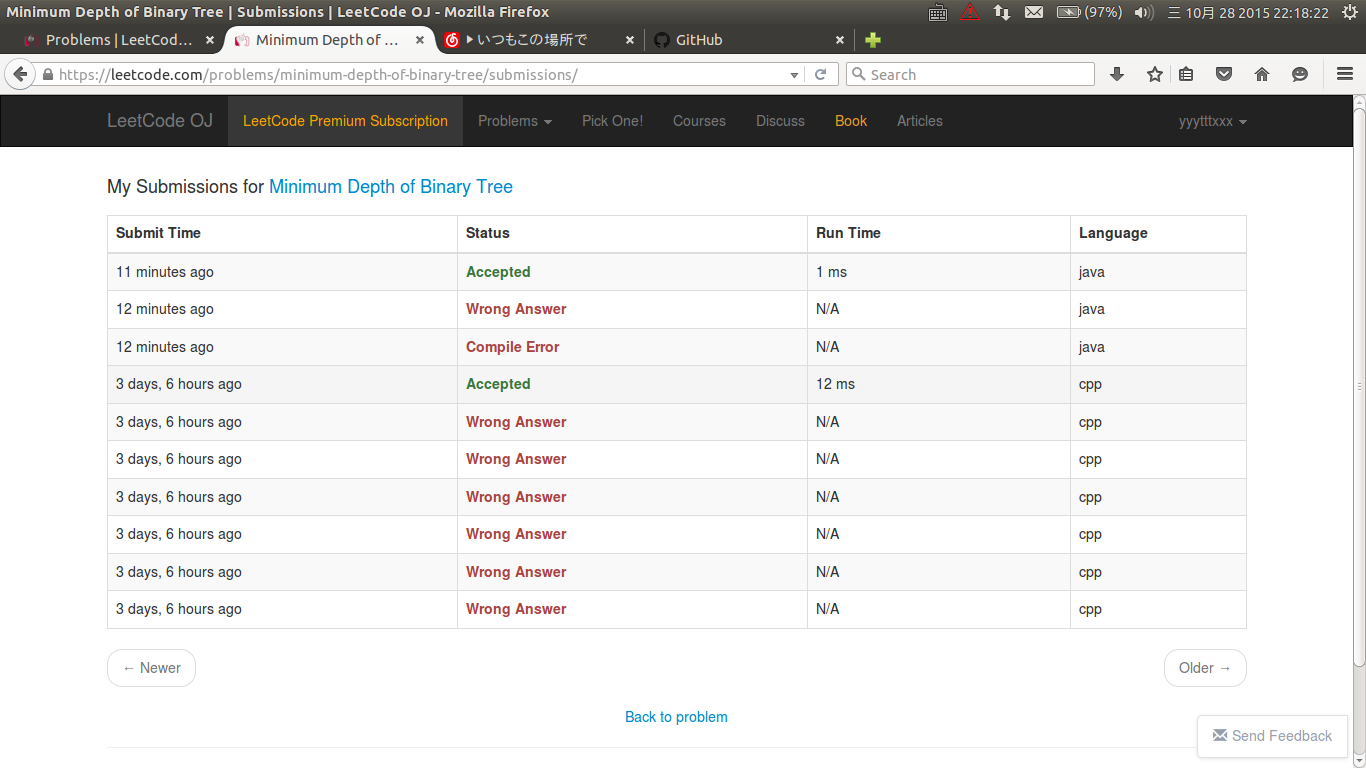 Minimum Depth of Binary Tree | Submissions | LeetCode OJ - Mozilla Firefox (97%) 三 10月 28 2015 22:18:22
Problems | LeetCod... × Minimum Depth of ... × いつもこの場所で × GitHub ×
https://leetcode.com/problems/minimum-depth-of-binary-tree/submissions/ Search
LeetCode OJ LeetCode Premium Subscription Problems Pick One! Courses Discuss Book Articles yyytttxxx
My Submissions for Minimum Depth of Binary Tree
Submit Time Status Run Time Language
11 minutes ago Accepted 1 ms java
12 minutes ago Wrong Answer N/A java
12 minutes ago Compile Error N/A java
3 days, 6 hours ago Accepted 12 ms cpp
3 days, 6 hours ago Wrong Answer N/A cpp
3 days, 6 hours ago Wrong Answer N/A cpp
3 days, 6 hours ago Wrong Answer N/A cpp
3 days, 6 hours ago Wrong Answer N/A cpp
3 days, 6 hours ago Wrong Answer N/A cpp
3 days, 6 hours ago Wrong Answer N/A cpp
← Newer Older →
Back to problem
Send Feedback